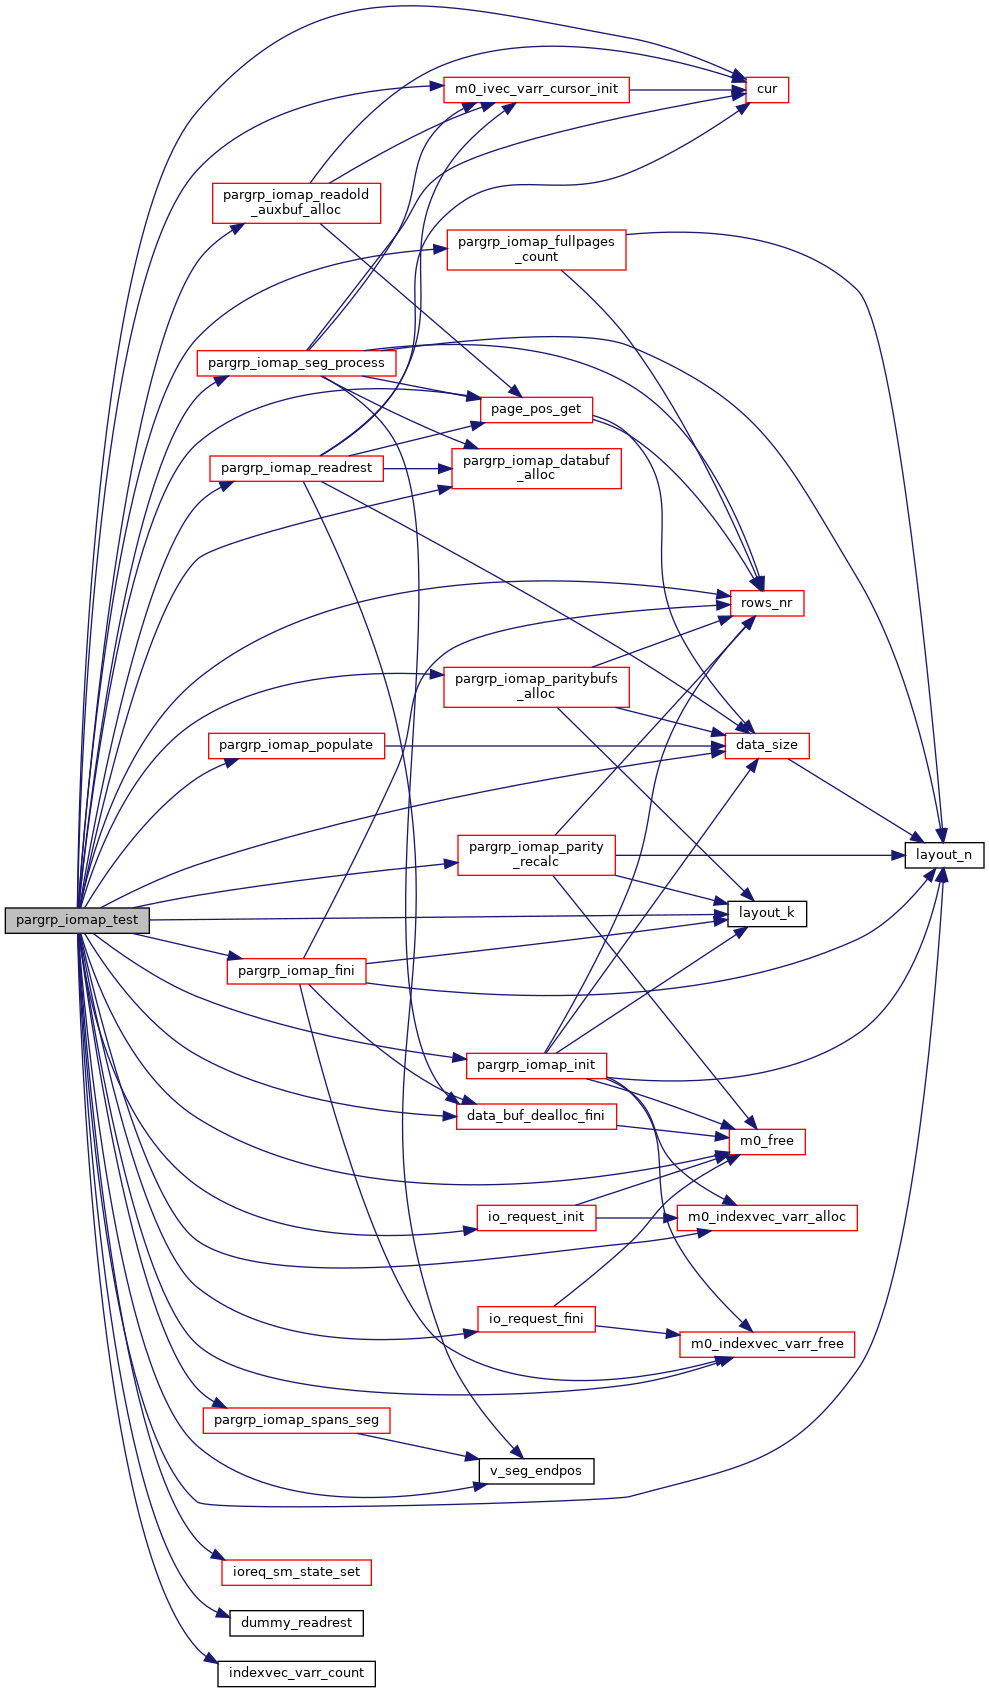 m0_ivec_varr_cursor_init
cur
pargrp_iomap_readold
_auxbuf_alloc
pargrp_iomap_fullpages
_count
pargrp_iomap_seg_process
page_pos_get
pargrp_iomap_readrest
pargrp_iomap_databuf
_alloc
rows_nr
pargrp_iomap_paritybufs
_alloc
pargrp_iomap_populate
data_size
pargrp_iomap_parity
_recalc
layout_n
pargrp_iomap_test
layout_k
pargrp_iomap_fini
pargrp_iomap_init
data_buf_dealloc_fini
m0_free
io_request_init
m0_indexvec_varr_alloc
io_request_fini
m0_indexvec_varr_free
pargrp_iomap_spans_seg
v_seg_endpos
ioreq_sm_state_set
dummy_readrest
indexvec_varr_count